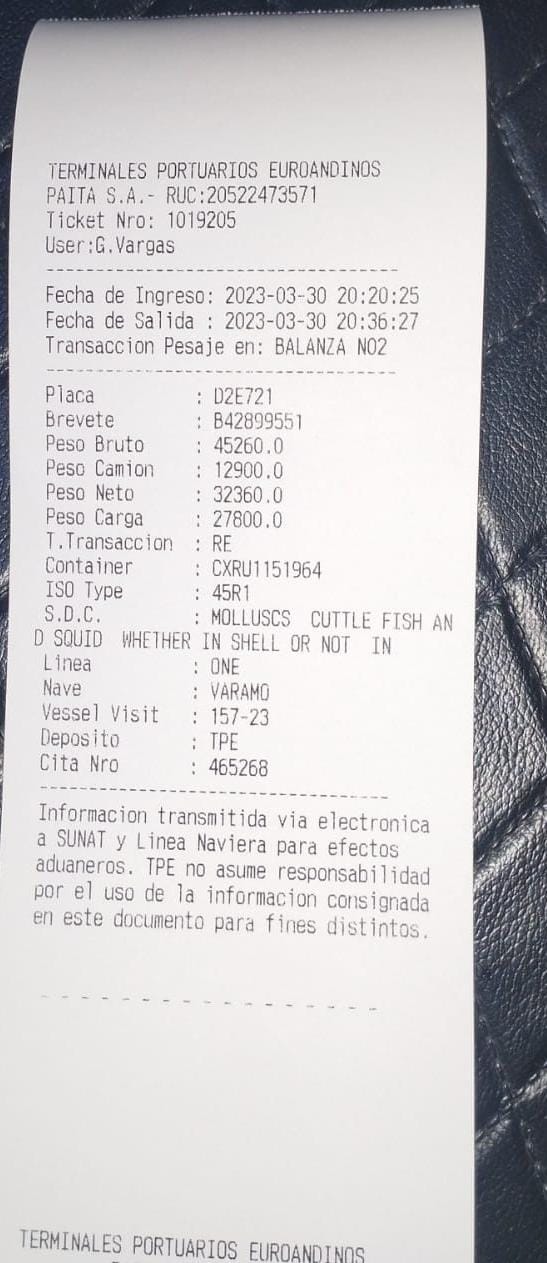 TERMINALES PORTUARIOS EUROANDINOS
PAITA S.A.- RUC:20522473571
Ticket Nro: 1019205
User:G.Vargas
------------------------------------
Fecha de Ingreso: 2023-03-30 20:20:25
Fecha de Salida : 2023-03-30 20:36:27
Transaccion Pesaje en: BALANZA NO2
------------------------------------
Placa : D2E721
Brevete : B42899551
Peso Bruto : 45260.0
Peso Camion : 12900.0
Peso Neto : 32360.0
Peso Carga : 27800.0
T.Transaccion : RE
Container : CXRU1151964
ISO Type : 45R1
S.D.C. : MOLLUSCS CUTTLE FISH AN
D SQUID WHETHER IN SHELL OR NOT IN
Linea : ONE
Nave : VARAMO
Vessel Visit : 157-23
Deposito : TPE
Cita Nro : 465268
------------------------------------
Informacion transmitida via electronica
a SUNAT y Linea Naviera para efectos
aduaneros. TPE no asume responsabilidad
por el uso de la informacion consignada
en este documento para fines distintos.
- - - - - - - - - - - - - - - - -
TERMINALES PORTUARIOS EUROANDINOS